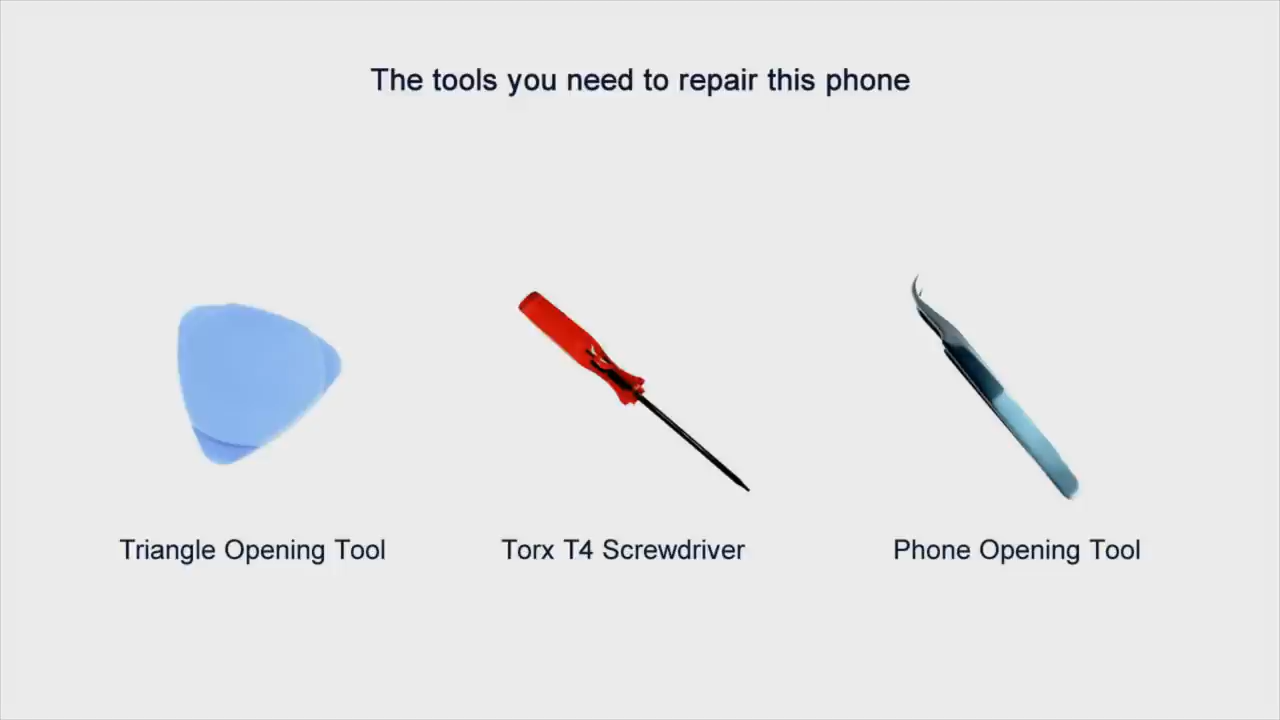 The tools you need to repair this phone
Triangle Opening Tool
Torx T4 Screwdriver
Phone Opening Tool